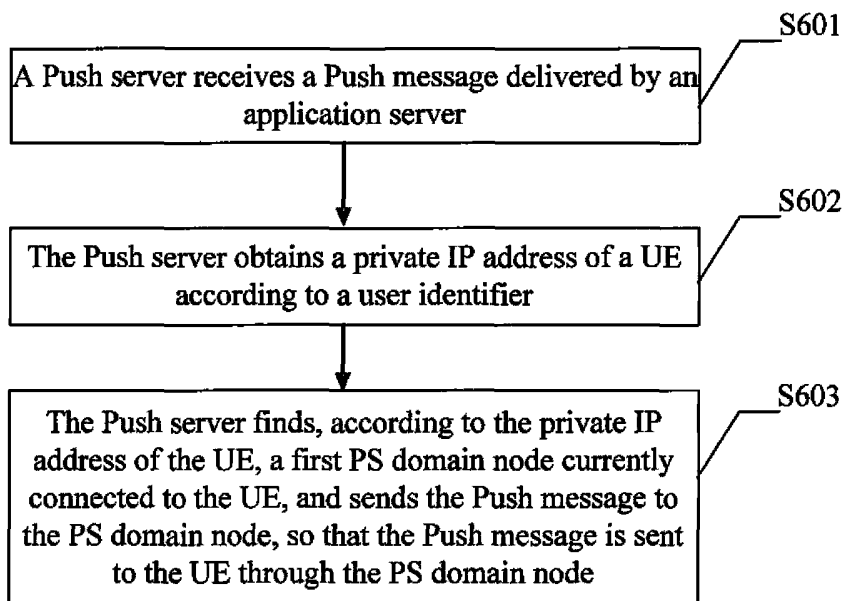 S601
A Push server receives a Push message delivered by an
application server
S602
The Push server obtains a private IP address of a UE
according to a user identifier
S603
The Push server finds, according to the private IP
address of the UE, a first PS domain node currently
connected to the UE, and sends the Push message to
the PS domain node, so that the Push message is sent
to the UE through the PS domain node